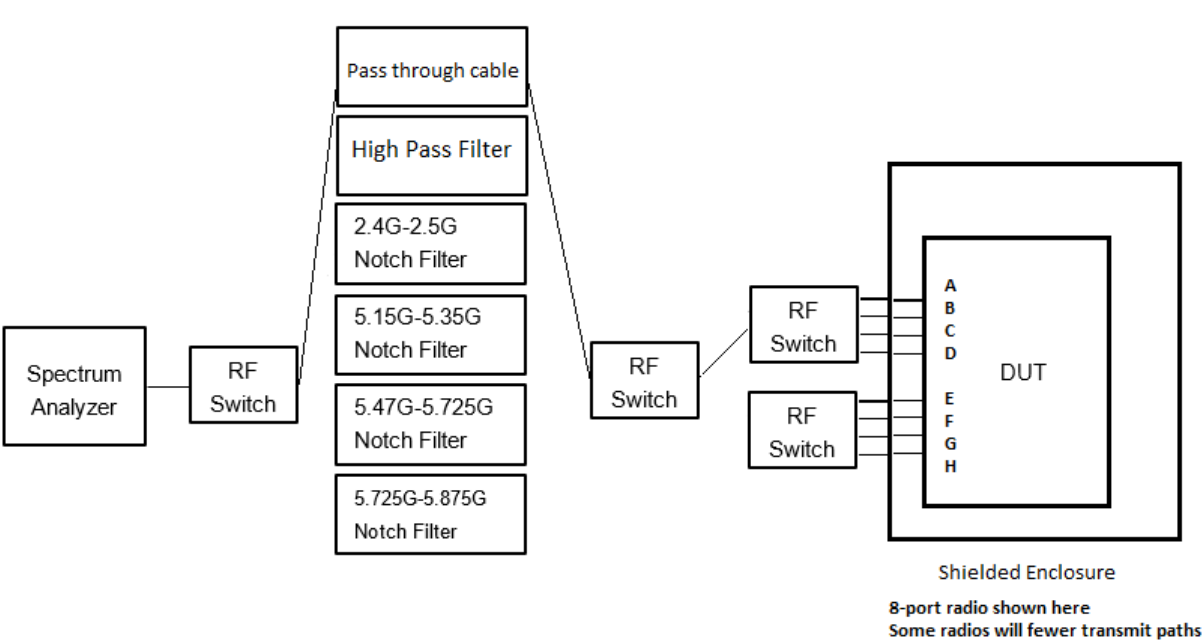 Pass through cable
High Pass Filter
2.4G-2.5G
Notch Filter
5.15G-5.35G
Notch Filter
5.47G-5.725G
Notch Filter
5.725G-5.875G
Notch Filter
Spectrum
Analyzer
RF
Switch
RF
Switch
RF
Switch
RF
Switch
A
B
C
D
E
F
G
H
DUT
Shielded Enclosure
8-port radio shown here
Some radios will fewer transmit paths